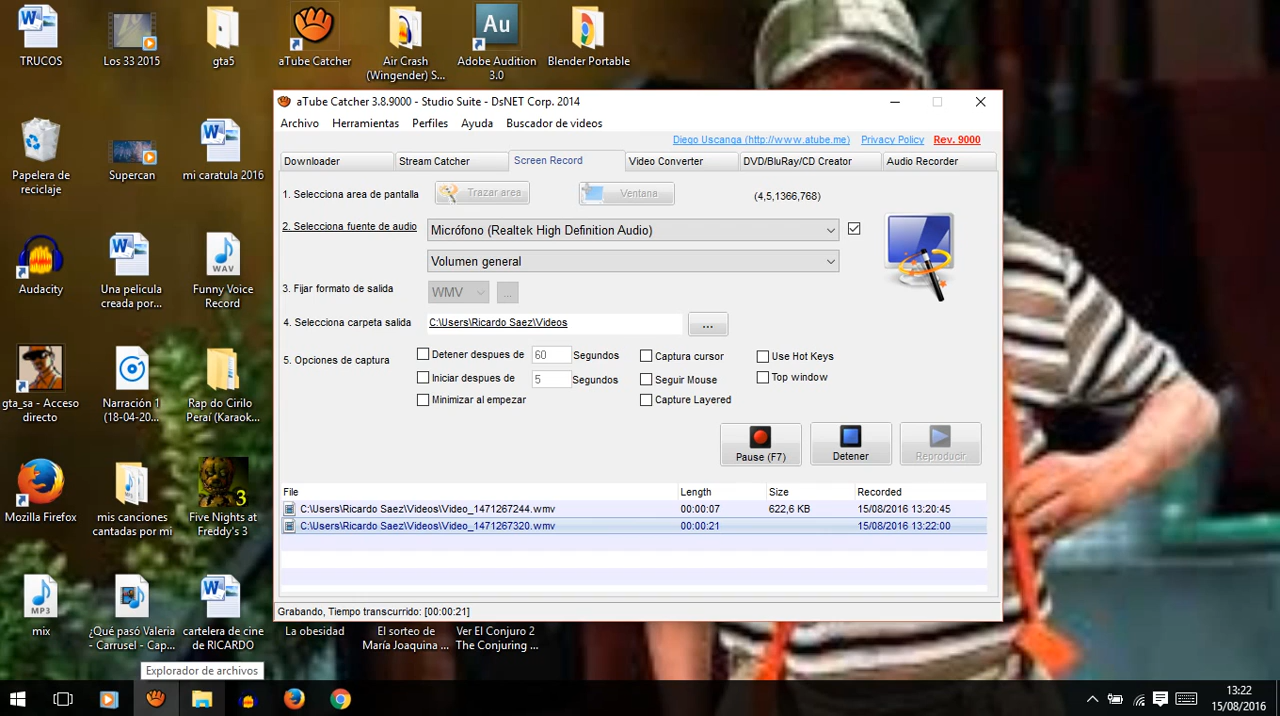 TRUCOS
Los 33 2015
gta5
aTube Catcher
Air Crash
(Wingender) S...
Au
Adobe Audition
3.0
Blender Portable
Papelera de
reciclaje
Supercan
mi caratula 2016
Audacity
Una pelicula
creada por...
WAV
Funny Voice
Record
gta_sa - Acceso
directo
Narración 1
(18-04-20...
Rap do Cirilo
Peraí (Karaok...
Mozilla Firefox
mis canciones
cantadas por mi
3
Five Nights at
Freddy's 3
MP3
mix
¿Qué pasó Valeria
- Carrusel - Cap...
cartelera de cine
de RICARDO
La obesidad
El sorteo de
María Joaquina ...
Ver El Conjuro 2
The Conjuring ...
aTube Catcher 3.8.9000 - Studio Suite - DsNET Corp. 2014
Archivo Herramientas Perfiles Ayuda Buscador de videos
Diego Uscanga (http://www.atube.me) Privacy Policy Rev. 9000
Downloader Stream Catcher Screen Record Video Converter DVD/BluRay/CD Creator Audio Recorder
1. Selecciona area de pantalla Trazar area Ventana (4,5,1366,768)
2. Selecciona fuente de audio Micrófono (Realtek High Definition Audio)
Volumen general
3. Fijar formato de salida WMV ...
4. Selecciona carpeta salida C:\Users\Ricardo Saez\Videos ...
5. Opciones de captura
Detener despues de 60 Segundos Captura cursor Use Hot Keys
Iniciar despues de 5 Segundos Seguir Mouse Top window
Minimizar al empezar Capture Layered
Pause (F7) Detener Reproducir
File Length Size Recorded
C:\Users\Ricardo Saez\Videos\Video_1471267244.wmv 00:00:07 622,6 KB 15/08/2016 13:20:45
C:\Users\Ricardo Saez\Videos\Video_1471267320.wmv 00:00:21 15/08/2016 13:22:00
Grabando, Tiempo transcurrido: [00:00:21]
Explorador de archivos
13:22
15/08/2016